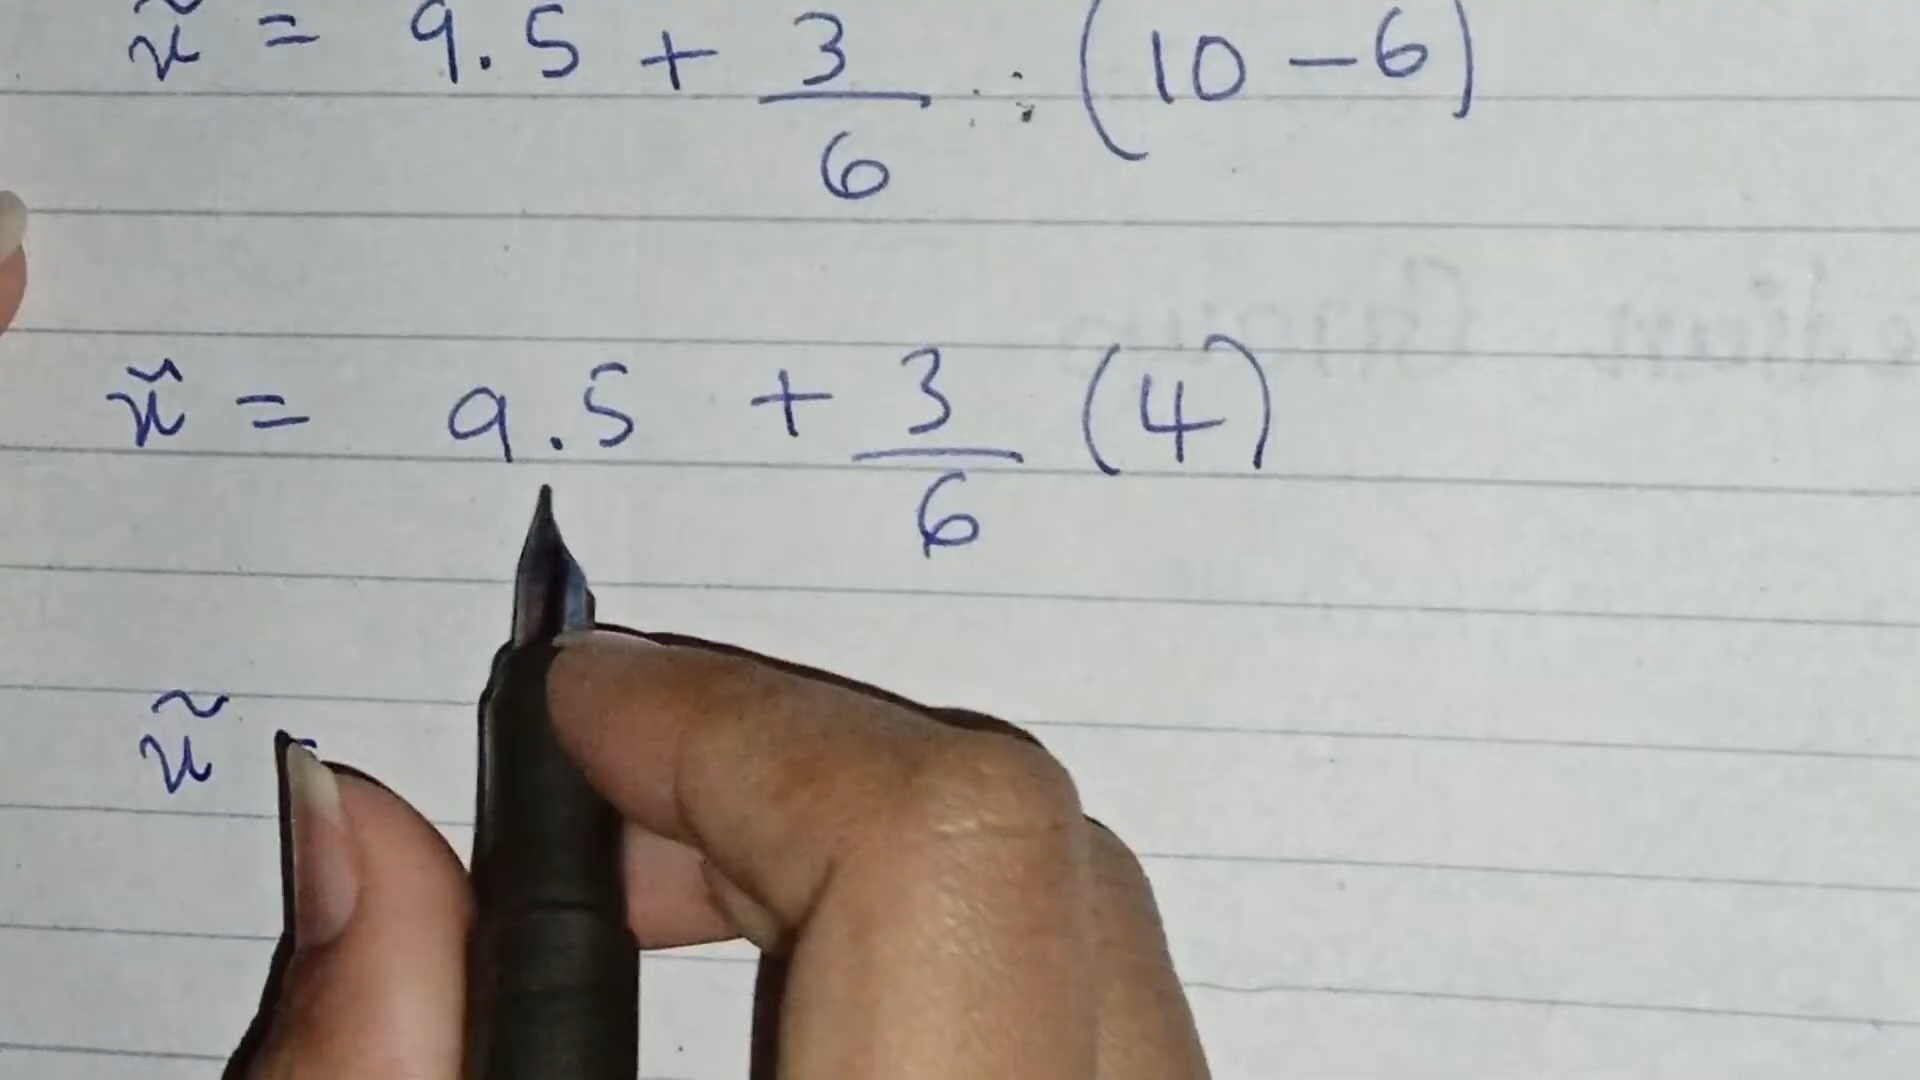 x̃ = 9.5 + 3/6 (10 - 6)
x̃ = 9.5 + 3/6 (4)
x̃ =